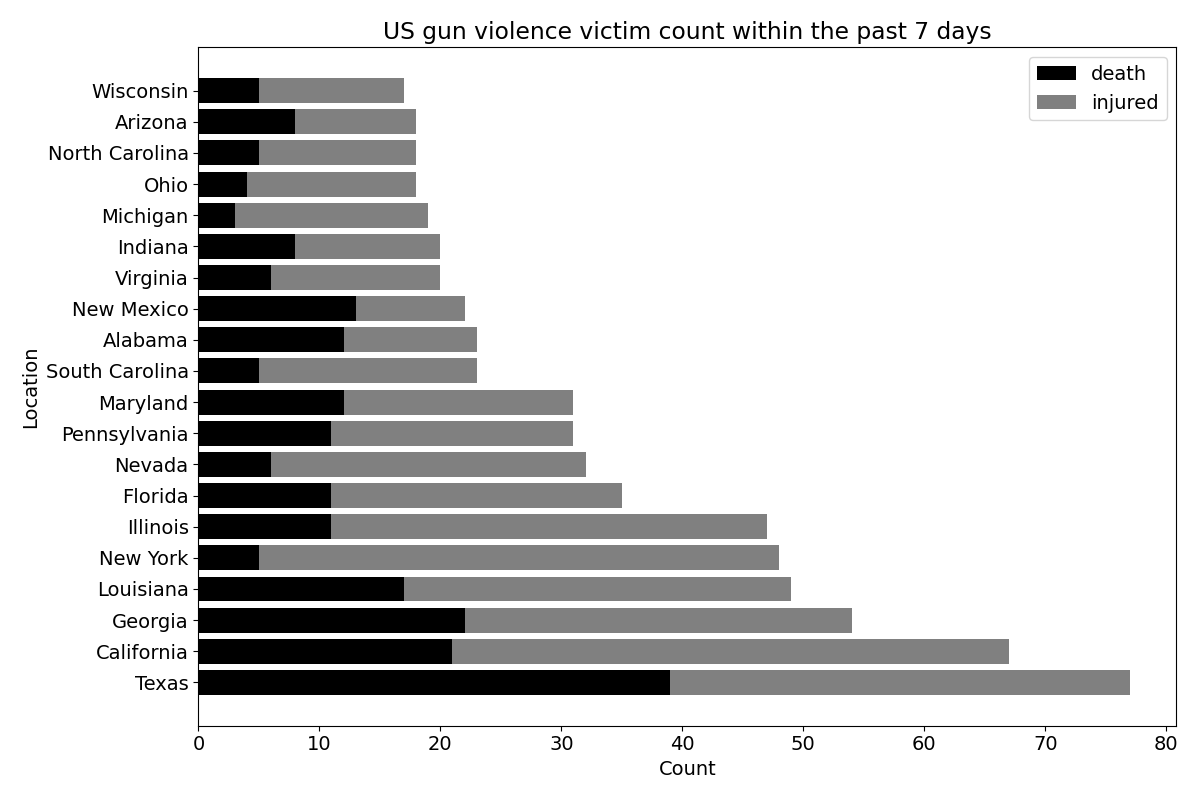 US gun violence victim count within the past 7 days
death
injured
Location
Wisconsin
Arizona
North Carolina
Ohio
Michigan
Indiana
Virginia
New Mexico
Alabama
South Carolina
Maryland
Pennsylvania
Nevada
Florida
Illinois
New York
Louisiana
Georgia
California
Texas
0 10 20 30 40 50 60 70 80
Count